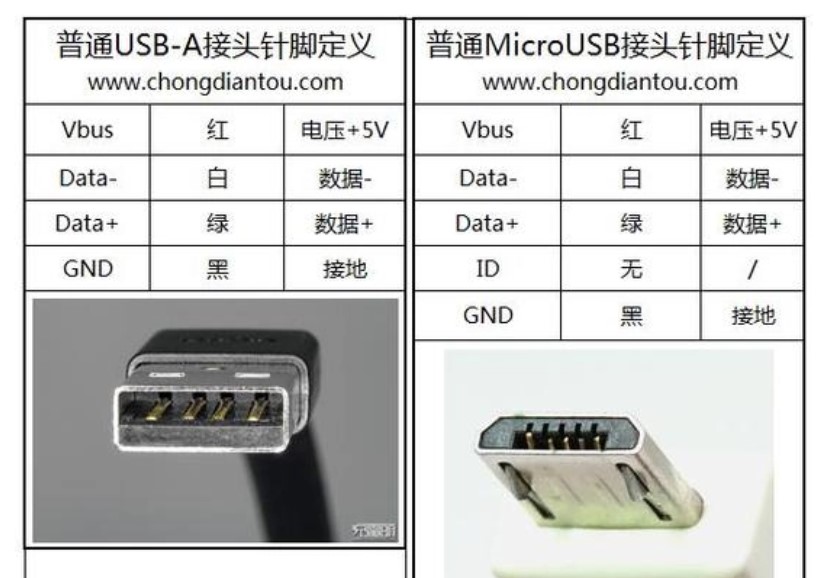 普通USB-A接头针脚定义
www.chongdiantou.com
Vbus 红 电压+5V
Data- 白 数据-
Data+ 绿 数据+
GND 黑 接地
普通MicroUSB接头针脚定义
www.chongdiantou.com
Vbus 红 电压+5V
Data- 白 数据-
Data+ 绿 数据+
ID 无 /
GND 黑 接地